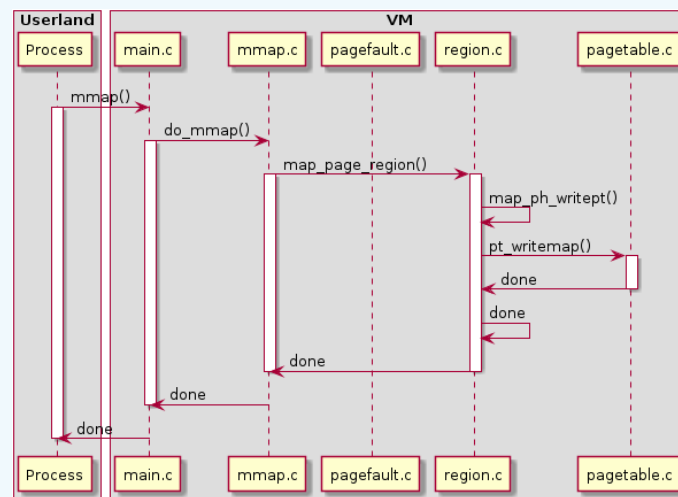 Userland VM
Process main.c mmap.c pagefault.c region.c pagetable.c
mmap()
do_mmap()
map_page_region()
map_ph_writept()
pt_writemap()
done
done
done
done
done
Process main.c mmap.c pagefault.c region.c pagetable.c